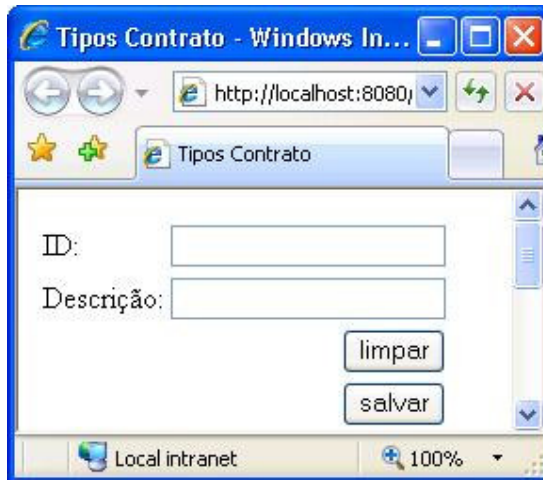 Tipos Contrato - Windows In...
http://localhost:8080/
Tipos Contrato
ID:
Descrição:
limpar
salvar
Local intranet
100%